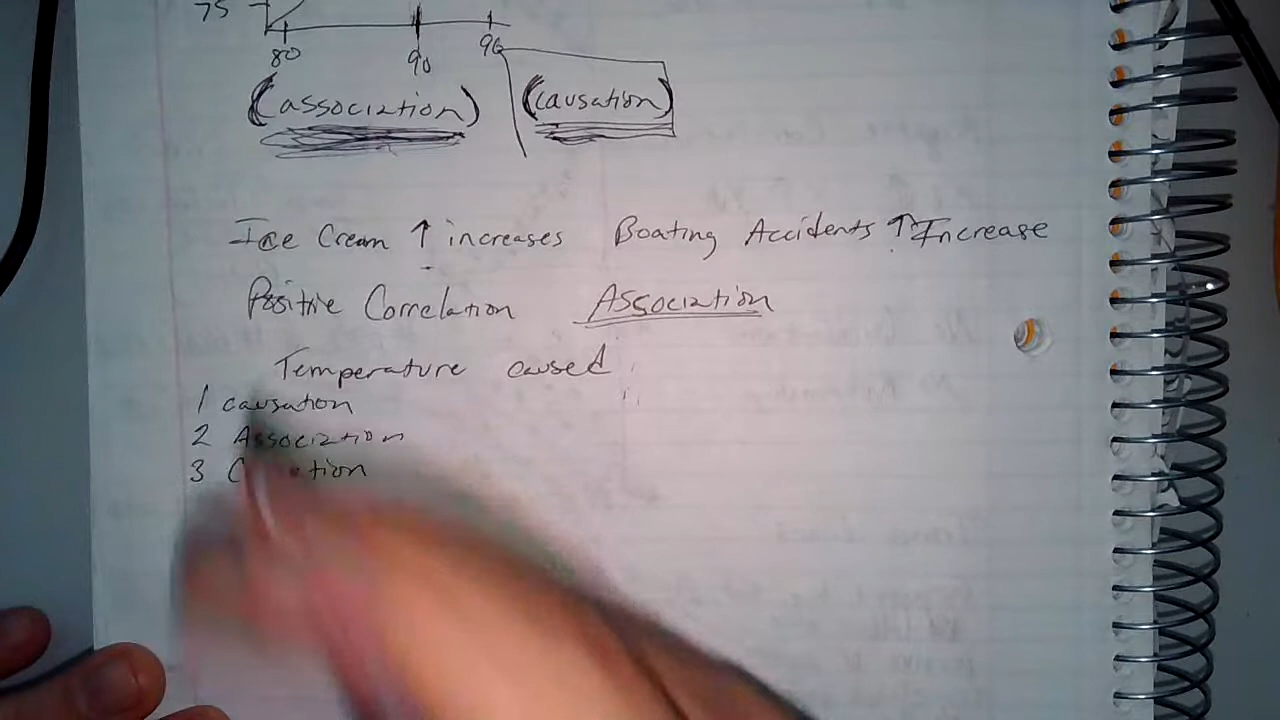 75
80 90 96
(association) (causation)
Ice Cream ↑ increases Boating Accidents ↑ Increase
Positive Correlation Association
Temperature caused
1 causation
2 Association
3